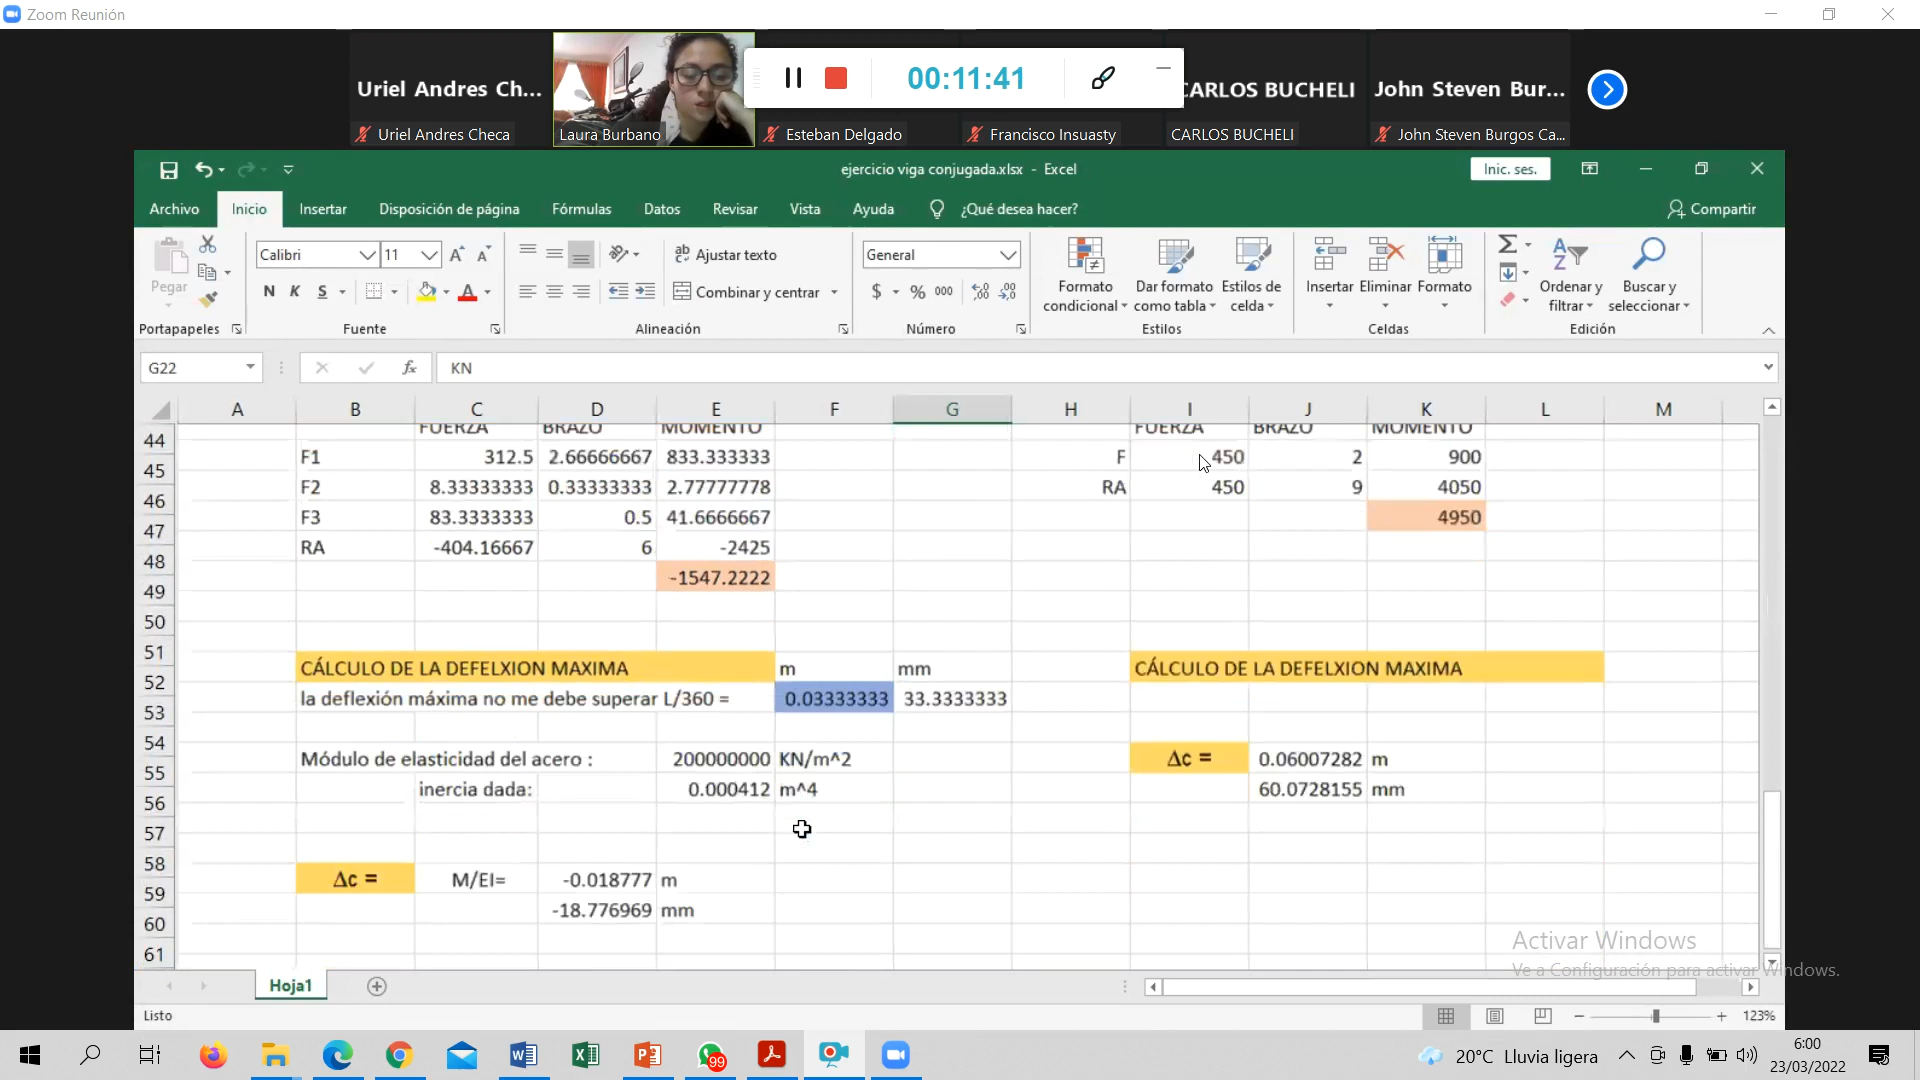 Zoom Reunión
Uriel Andres Ch...
00:11:41
CARLOS BUCHELI
John Steven Bur...
Uriel Andres Checa
Laura Burbano
Esteban Delgado
Francisco Insuasty
CARLOS BUCHELI
John Steven Burgos Ca...
ejercicio viga conjugada.xlsx - Excel
Inic. ses.
Archivo Inicio Insertar Disposición de página Fórmulas Datos Revisar Vista Ayuda ¿Qué desea hacer? Compartir
Pegar
Calibri 11
Ajustar texto
General
N K S
Combinar y centrar
$ % 000
Formato condicional
Dar formato como tabla
Estilos de celda
Insertar Eliminar Formato
Ordenar y filtrar
Buscar y seleccionar
Portapapeles Fuente Alineación Número Estilos Celdas Edición
G22 fx KN
A B C D E F G H I J K L M
44 FUERZA BRAZO MOMENTO FUERZA BRAZO MOMENTO
45 F1 312.5 2.66666667 833.333333 F 450 2 900
46 F2 8.33333333 0.33333333 2.77777778 RA 450 9 4050
47 F3 83.3333333 0.5 41.6666667 4950
48 RA -404.16667 6 -2425
49 -1547.2222
50
51
52 CÁLCULO DE LA DEFELXION MAXIMA m mm CÁLCULO DE LA DEFELXION MAXIMA
53 la deflexión máxima no me debe superar L/360 = 0.03333333 33.3333333
54
55 Módulo de elasticidad del acero : 200000000 KN/m^2 Δc = 0.06007282 m
56 inercia dada: 0.000412 m^4 60.0728155 mm
57
58
59 Δc = M/EI= -0.018777 m
60 -18.776969 mm
61
Activar Windows
Ve a Configuración para activar Windows.
Hoja1
Listo
123%
99
20°C Lluvia ligera
6:00
23/03/2022